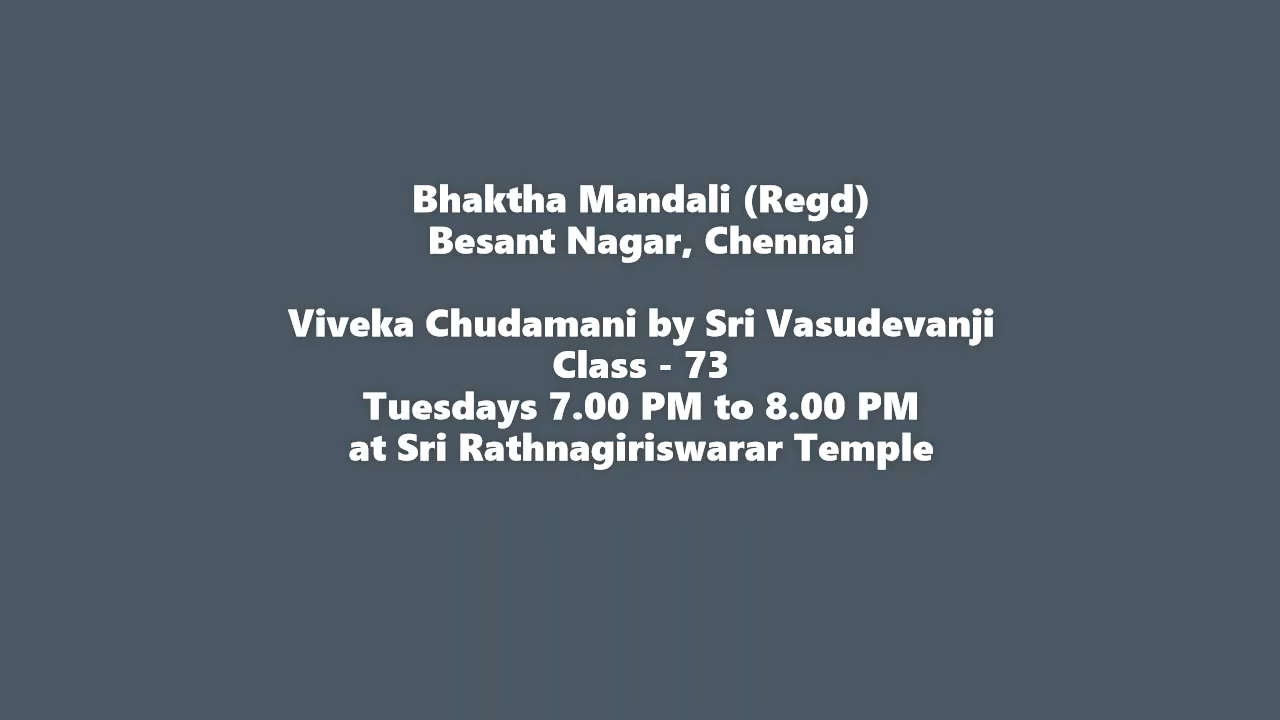 Bhaktha Mandali (Regd)
Besant Nagar, Chennai
Viveka Chudamani by Sri Vasudevanji
Class - 73
Tuesdays 7.00 PM to 8.00 PM
at Sri Rathnagiriswarar Temple